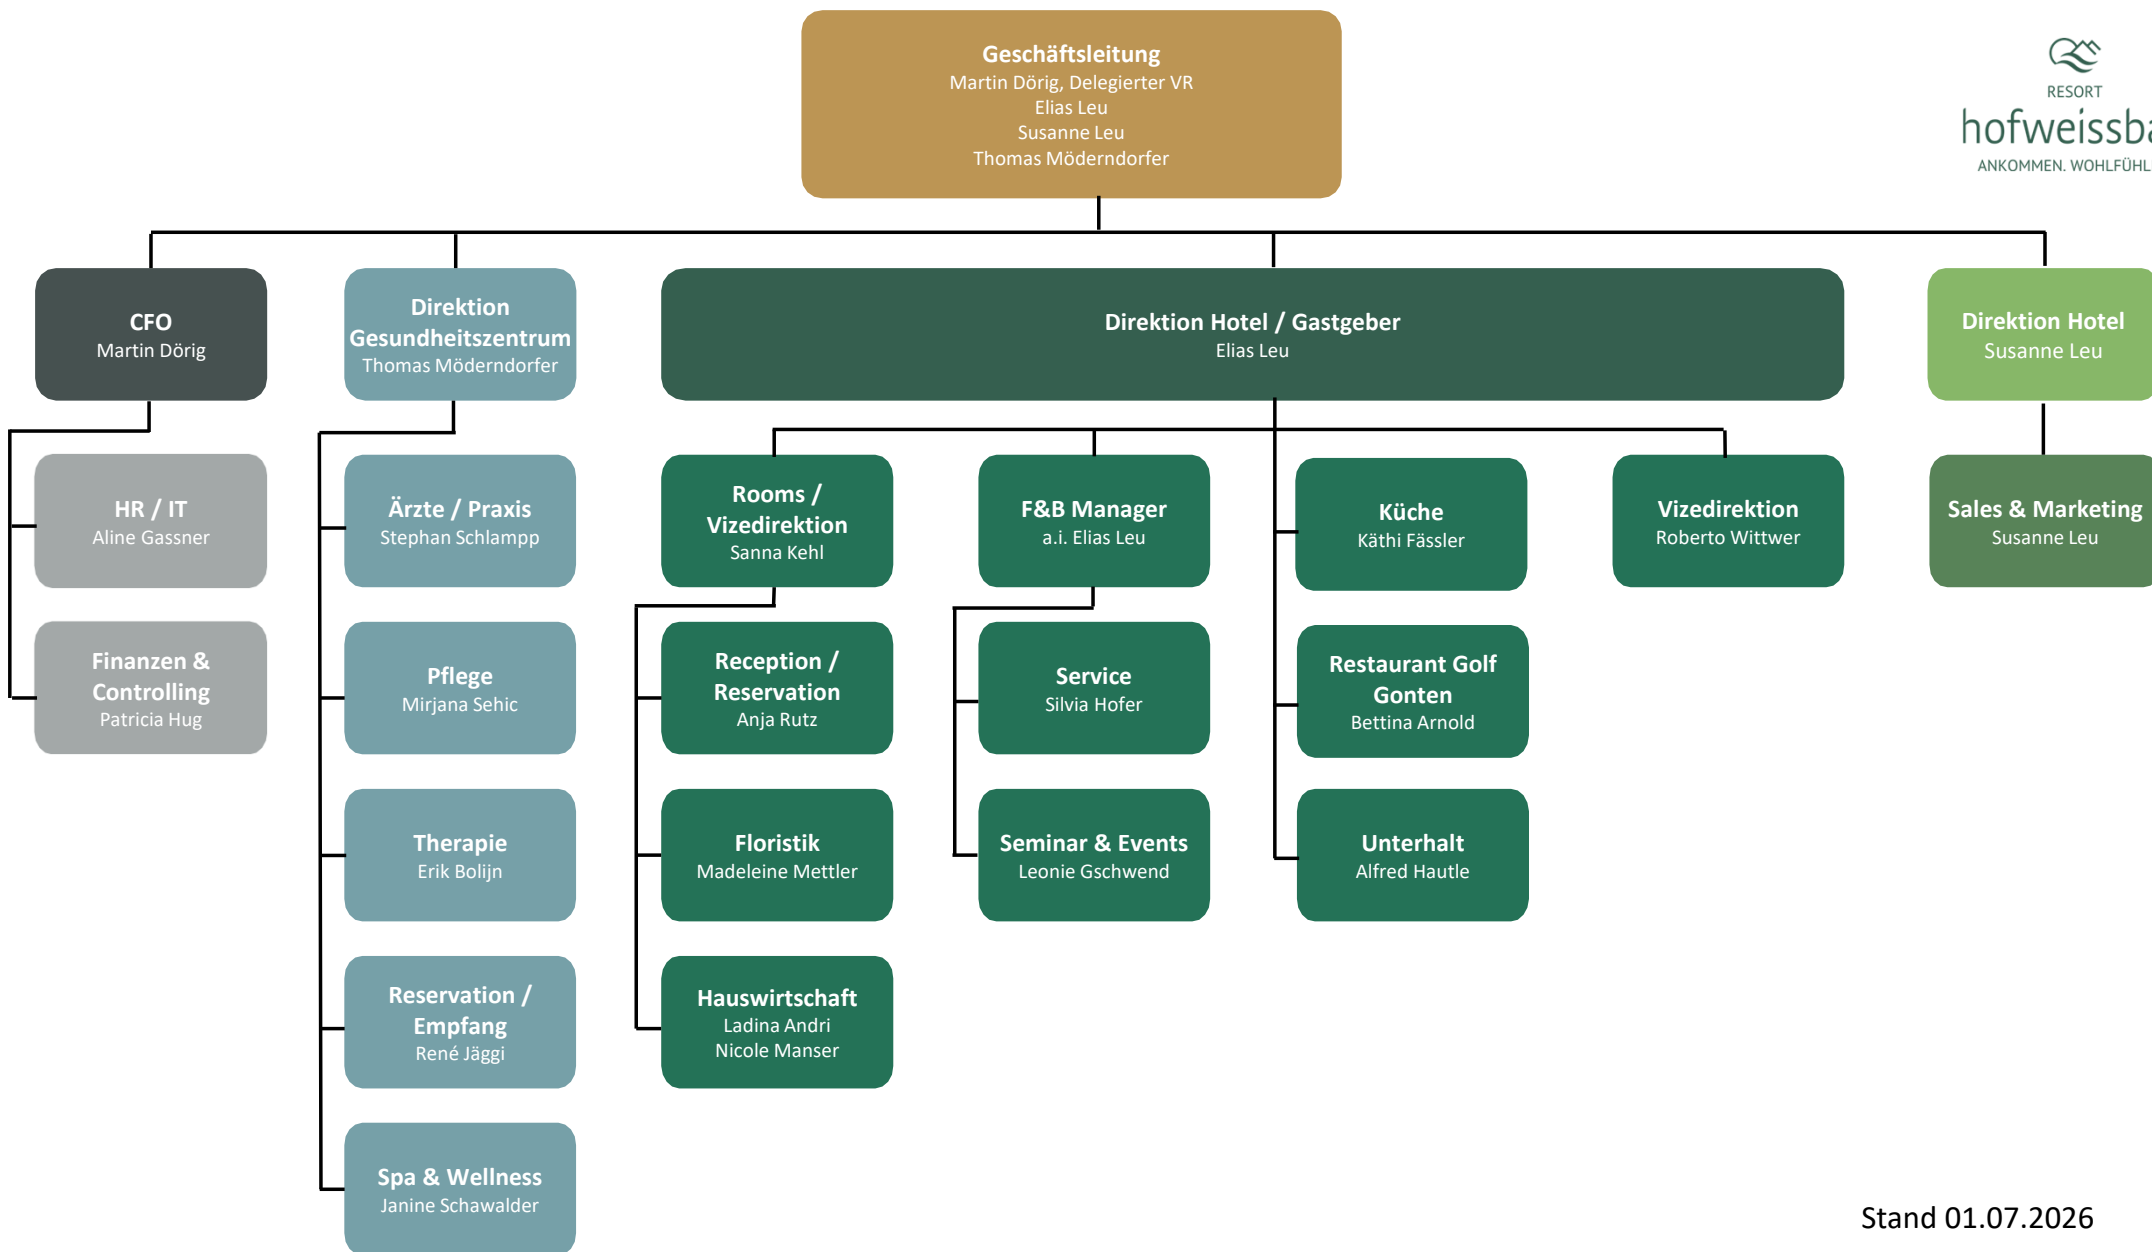 Geschäftsleitung
Martin Dörig, Delegierter VR
Elias Leu
Susanne Leu
Thomas Möderndorfer
RESORT
hofweissba
ANKOMMEN. WOHLFÜHL
CFO
Martin Dörig
Direktion
Gesundheitszentrum
Thomas Möderndorfer
Direktion Hotel / Gastgeber
Elias Leu
Direktion Hotel
Susanne Leu
HR / IT
Aline Gassner
Ärzte / Praxis
Stephan Schlampp
Rooms /
Vizedirektion
Sanna Kehl
F&B Manager
a.i. Elias Leu
Küche
Käthi Fässler
Vizedirektion
Roberto Wittwer
Sales & Marketing
Susanne Leu
Finanzen &
Controlling
Patricia Hug
Pflege
Mirjana Sehic
Reception /
Reservation
Anja Rutz
Service
Silvia Hofer
Restaurant Golf
Gonten
Bettina Arnold
Therapie
Erik Bolijn
Floristik
Madeleine Mettler
Seminar & Events
Leonie Gschwend
Unterhalt
Alfred Hautle
Reservation /
Empfang
René Jäggi
Hauswirtschaft
Ladina Andri
Nicole Manser
Spa & Wellness
Janine Schawalder
Stand 01.07.2026